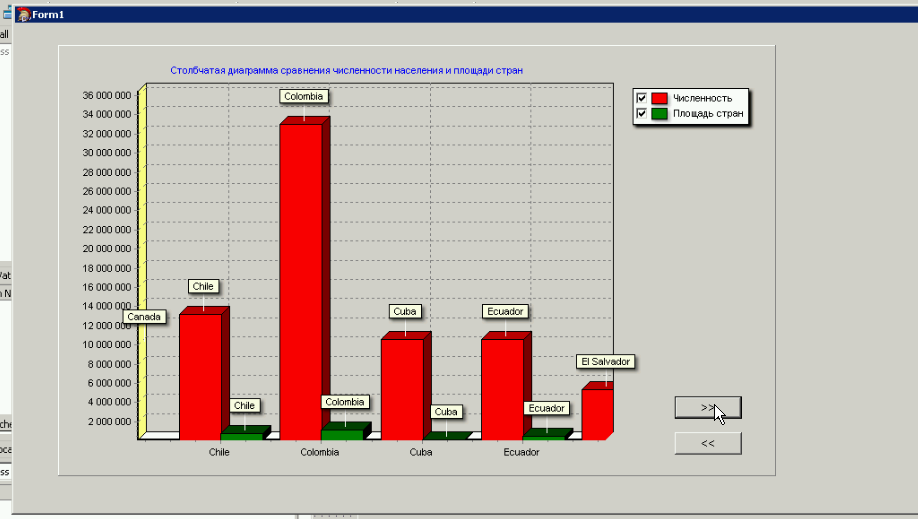 Form1
Столбчатая диаграмма сравнения численности населения и площади стран
Численность
Площадь стран
36 000 000
34 000 000
32 000 000
30 000 000
28 000 000
26 000 000
24 000 000
22 000 000
20 000 000
18 000 000
16 000 000
14 000 000
12 000 000
10 000 000
8 000 000
6 000 000
4 000 000
2 000 000
Colombia
Chile
Canada
Cuba
Ecuador
El Salvador
Chile
Colombia
Cuba
Ecuador
Chile
Colombia
Cuba
Ecuador
>>
<<